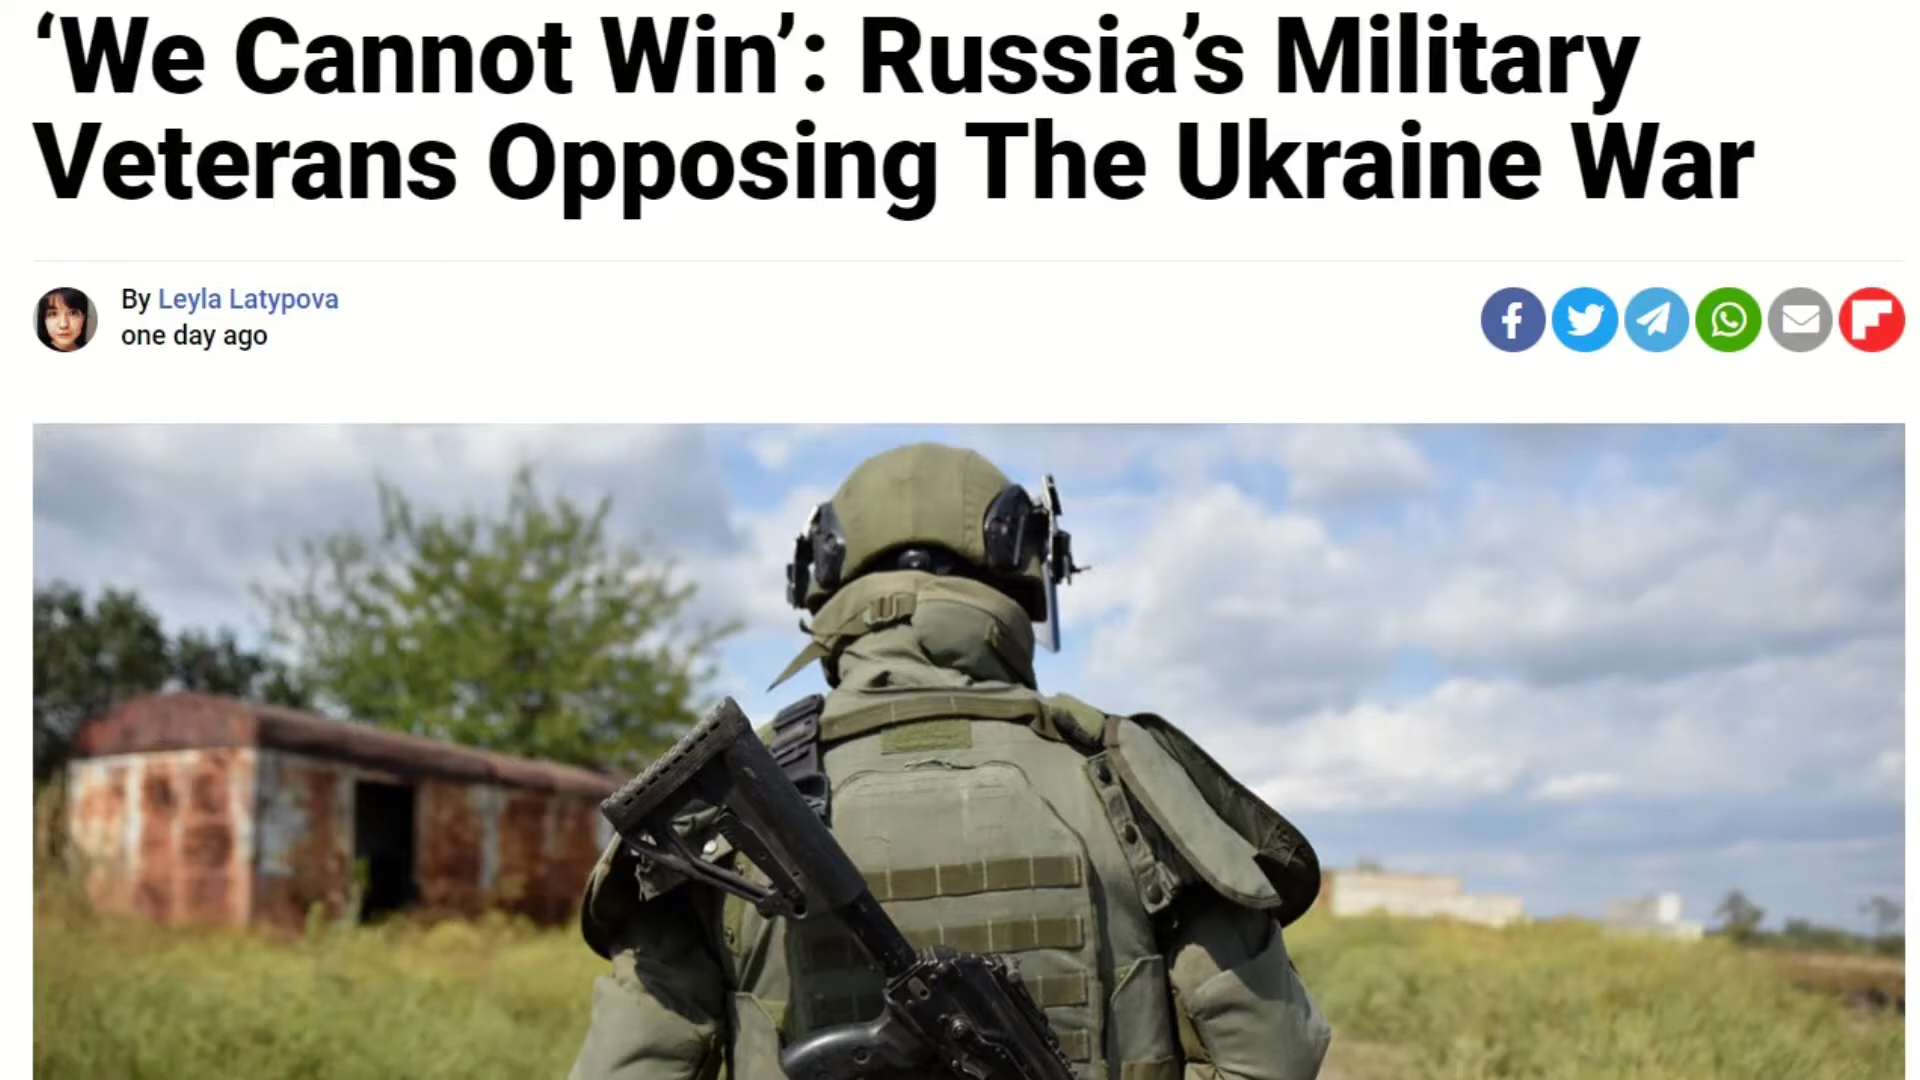 ‘We Cannot Win’: Russia’s Military
Veterans Opposing The Ukraine War
By Leyla Latypova
one day ago